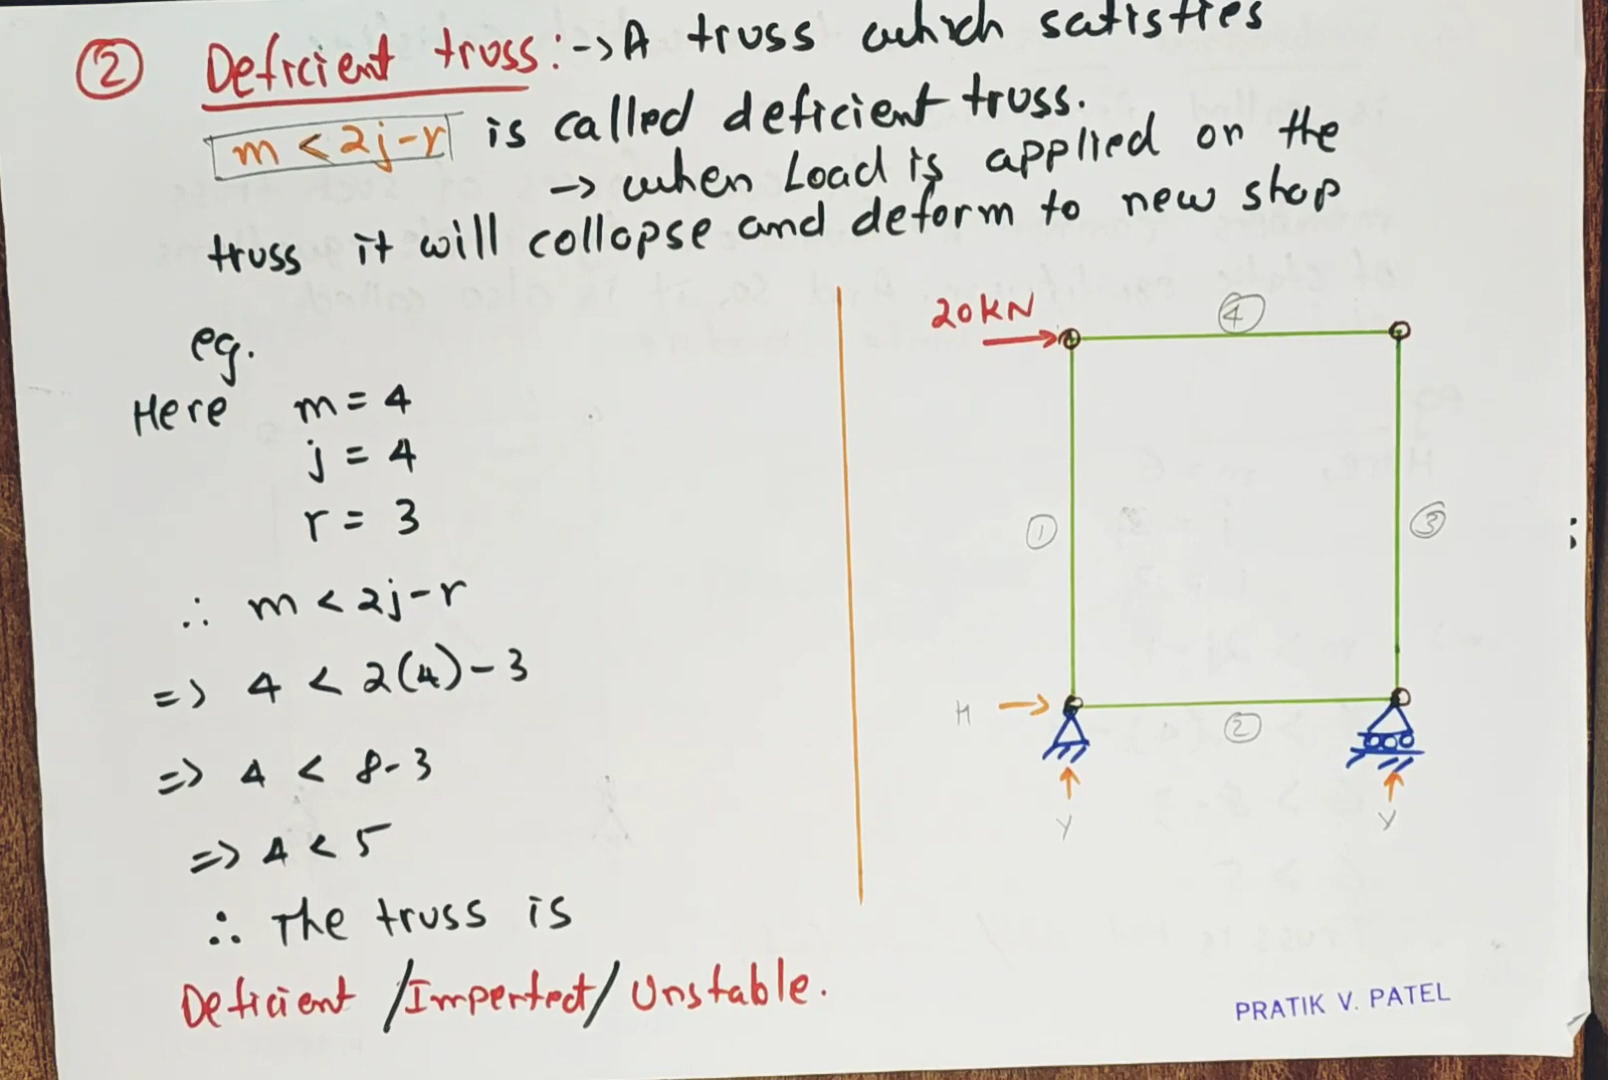 ② Deficient truss :-> A truss which satisfies
m < 2j-r is called deficient truss.
-> when Load is applied on the
truss it will collapse and deform to new shap
eg.
Here m = 4
j = 4
r = 3
∴ m < 2j-r
=> 4 < 2(4)-3
=> 4 < 8-3
=> 4 < 5
∴ The truss is
Deficient / Imperfect / Unstable.
20KN
④
①
③
H
②
V
V
PRATIK V. PATEL